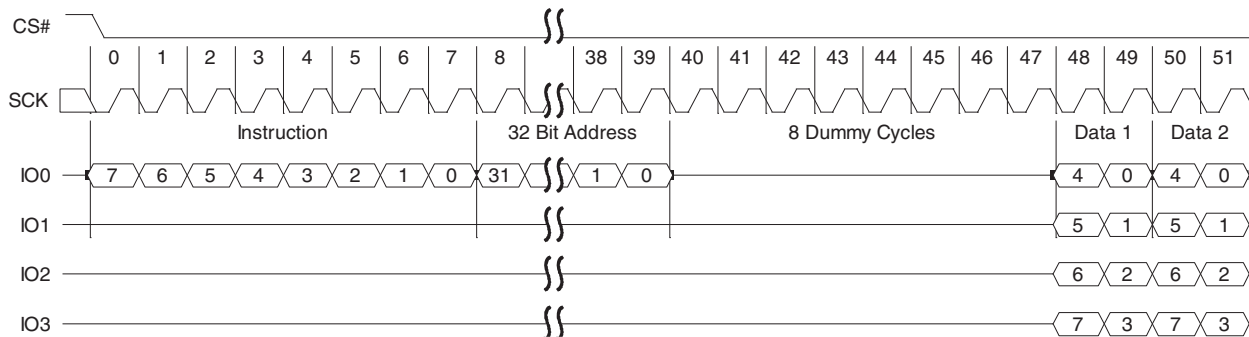 CS#
0 1 2 3 4 5 6 7 8 38 39 40 41 42 43 44 45 46 47 48 49 50 51
SCK
Instruction 32 Bit Address 8 Dummy Cycles Data 1 Data 2
IO0 7 6 5 4 3 2 1 0 31 1 0 4 0 4 0
IO1 5 1 5 1
IO2 6 2 6 2
IO3 7 3 7 3